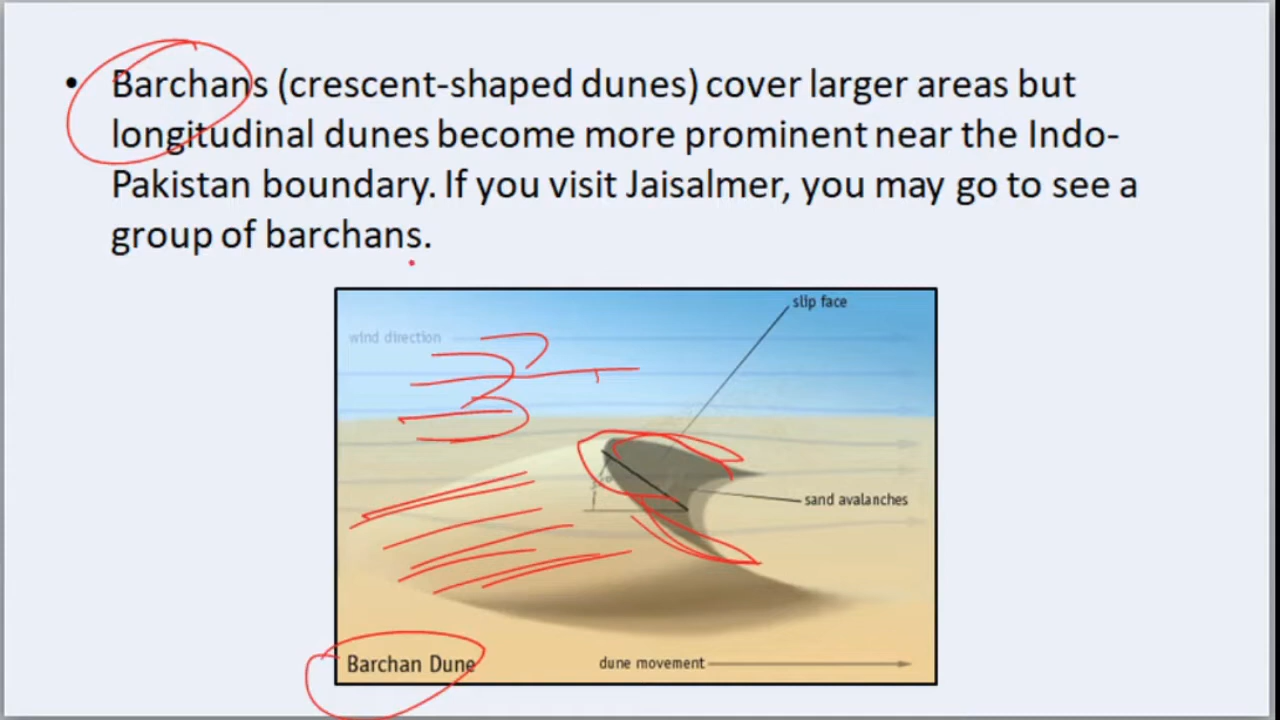 • Barchans (crescent-shaped dunes) cover larger areas but
longitudinal dunes become more prominent near the Indo-
Pakistan boundary. If you visit Jaisalmer, you may go to see a
group of barchans.
slip face
wind direction
sand avalanches
Barchan Dune
dune movement